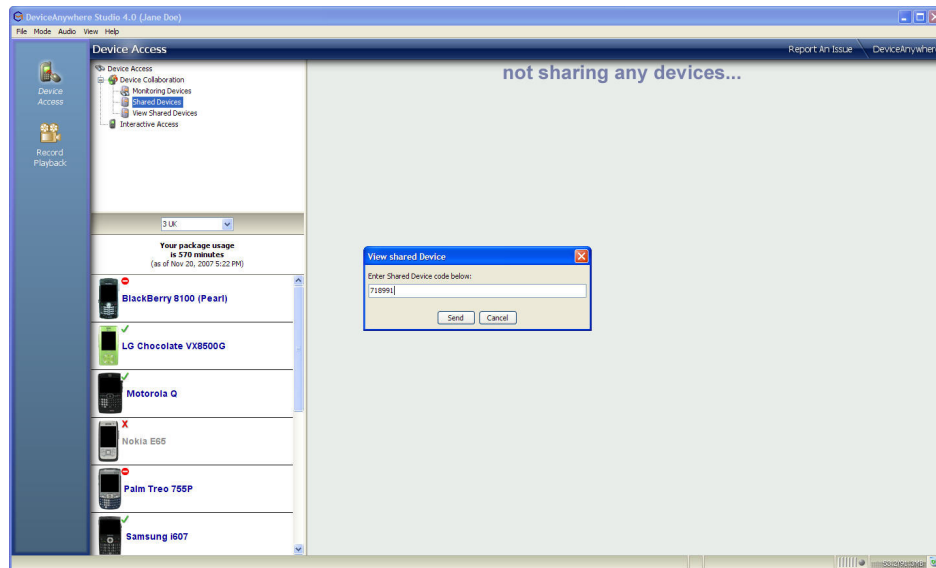 DeviceAnywhere Studio 4.0 (Jane Doe)
File Mode Audio View Help
Device Access
Report An Issue
DeviceAnywher
Device
Access
Record
Playback
Device Access
Device Collaboration
Monitoring Devices
Shared Devices
View Shared Devices
Interactive Access
not sharing any devices...
3 UK
Your package usage
is 570 minutes
(as of Nov 20, 2007 5:22 PM)
BlackBerry 8100 (Pearl)
LG Chocolate VX8500G
Motorola Q
Nokia E65
Palm Treo 755P
Samsung i607
View shared Device
Enter Shared Device code below:
718991
Send Cancel